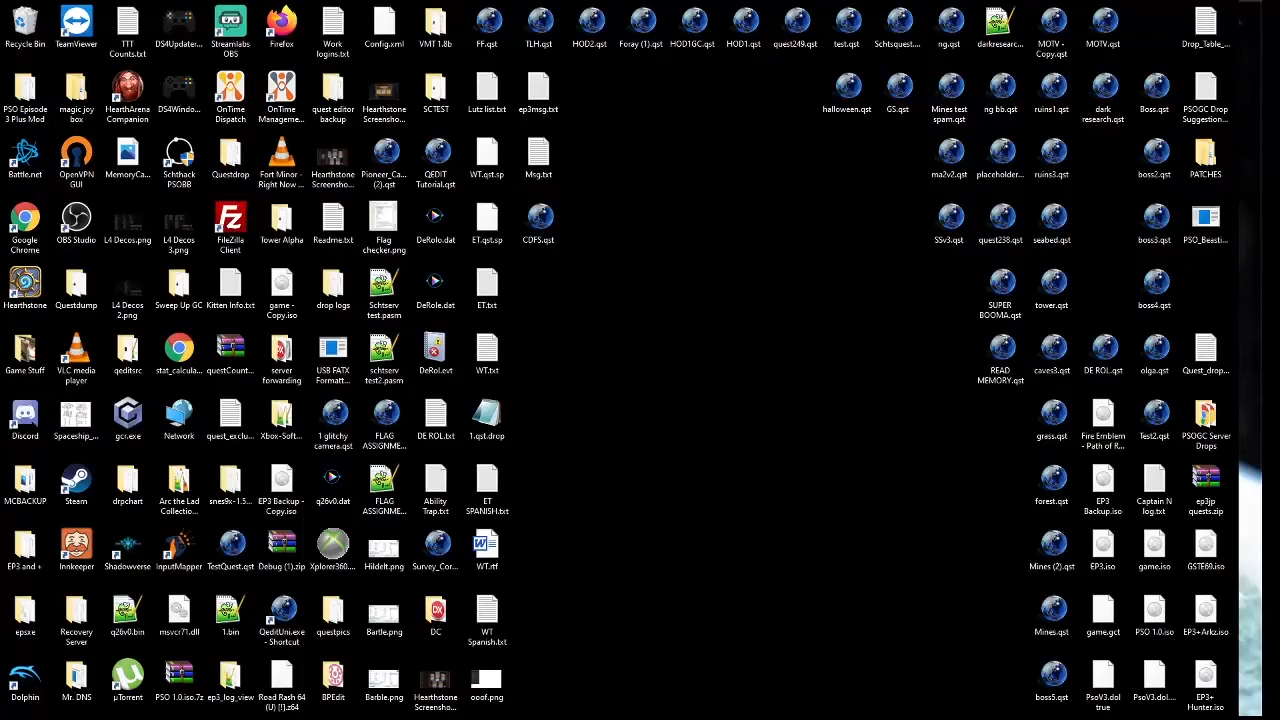 Recycle Bin
TeamViewer
TTT
Counts.txt
DS4Updater...
Streamlabs
OBS
Firefox
Work
logins.txt
Config.xml
VMT 1.8b
FF.qst
TLH.qst
HOD2.qst
Foray (1).qst
HOD1GC.qst
HOD1.qst
quest249.qst
test.qst
Schtsquest....
ng.qst
darkresearc...
MOTV -
Copy.qst
MOTV.qst
Drop_Table_...
PSO Episode
3 Plus Mod
magic joy
box
HearthArena
Companion
DS4Windo...
OnTime
Dispatch
OnTime
Manageme...
quest editor
backup
Hearthstone
Screensho...
SCTEST
Lutz list.txt
ep3msg.txt
halloween.qst
GS.qst
Mines test
spam.qst
ng bb.qst
ruins1.qst
dark
research.qst
Boss.qst
PSOGC Drop
Suggestion...
Battle.net
OpenVPN
GUI
MemoryCa...
Schthack
PSOBB
Questdrop
Fort Minor -
Right Now ...
Hearthstone
Screensho...
Pioneer_Ca...
(2).qst
QEDIT
Tutorial.qst
WT.qst.sp
Msg.txt
ma2v2.qst
placeholder...
ruins3.qst
boss2.qst
PATCHES
Google
Chrome
OBS Studio
L4 Decos.png
L4 Decos
3.png
FileZilla
Client
Tower Alpha
Readme.txt
Flag
checker.png
DeRolo.dat
ET.qst.sp
CDFS.qst
SSv3.qst
quest238.qst
seabed.qst
boss3.qst
PSO_Beasti...
Hearthstone
Questdump
L4 Decos
2.png
Sweep Up GC
Kitten Info.txt
game -
Copy.iso
drop logs
Schtserv
test.pasm
DeRole.dat
ET.txt
SUPER
BOOMA.qst
tower.qst
boss4.qst
Game Stuff
VLC media
player
qeditsrc
stat_calcula...
questCount...
server
forwarding
USB FATX
Formatt...
schtserv
test2.pasm
DeRol.evt
WT.txt
READ
MEMORY.qst
caves3.qst
DE ROL.qst
olga.qst
Quest_drop...
Discord
Spaceship_...
gcr.exe
Network
quest_exclu...
Xbox-Soft...
1 glitchy
camera.qst
FLAG
ASSIGNME...
DE ROL.txt
1.qst.drop
grass.qst
Fire Emblem
- Path of R...
Test2.qst
PSOGC Server
Drops
MCBACKUP
Steam
drpchart
Arc the Lad
Collectio...
snes9x-1.5...
EP3 Backup -
Copy.iso
q26v0.dat
FLAG
ASSIGNME...
Ability
Trap.txt
ET
SPANISH.txt
forest.qst
EP3
Backup.iso
Captain N
log.txt
ep3jp
quests.zip
EP3 and +
Innkeeper
Shadowverse
InputMapper
TestQuest.qst
Debug (1).zip
Xplorer360....
Hildelt.png
Survey_Cor...
WT.rtf
Mines (2).qst
EP3.iso
game.iso
GSTE69.iso
epsxe
Recovery
Server
q26v0.bin
msvcr71.dll
1.bin
QeditUni.exe
- Shortcut
questpics
Bartle.png
DC
WT
Spanish.txt
Mines.qst
game.gct
PSO 1.0.iso
EP3+Arkz.iso
Dolphin
Mr. DNS
µTorrent
PSO 1.0.iso.7z
ep3_log_view
Road Rash 64
(U) [!].z64
BPEdit
Barble.png
Hearthstone
Screensho...
ooof.png
boss5.qst
PsoV3.dol
true
PsoV3.dol....
EP3+
Hunter.iso